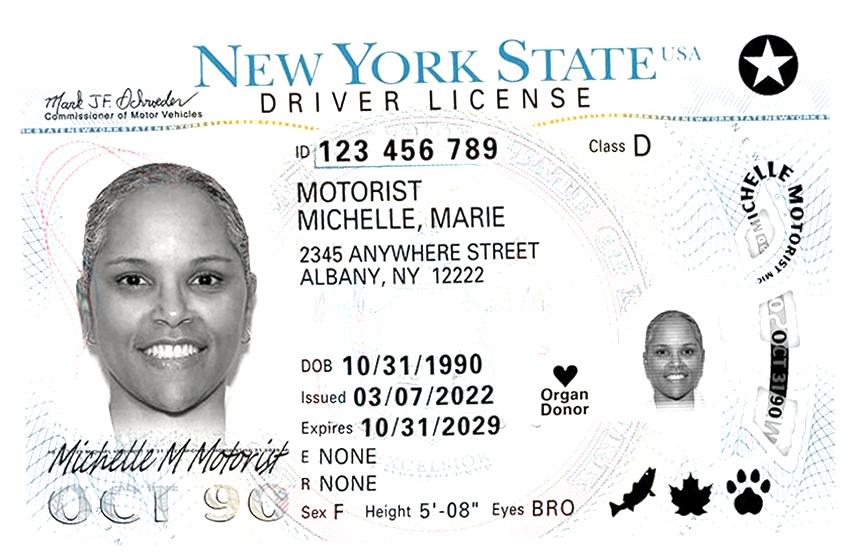 NEW YORK STATE USA
DRIVER LICENSE
Mark J.F. Schroeder
Commissioner of Motor Vehicles
ID 123 456 789
Class D
MOTORIST
MICHELLE, MARIE
2345 ANYWHERE STREET
ALBANY, NY 12222
DOB 10/31/1990
Issued 03/07/2022
Expires 10/31/2029
E NONE
R NONE
Sex F Height 5'-08" Eyes BRO
Organ
Donor
Michelle M Motorist
OCT 90
EXCELSIOR
MICHELLE MOTORIST MIC
OCT 31 90